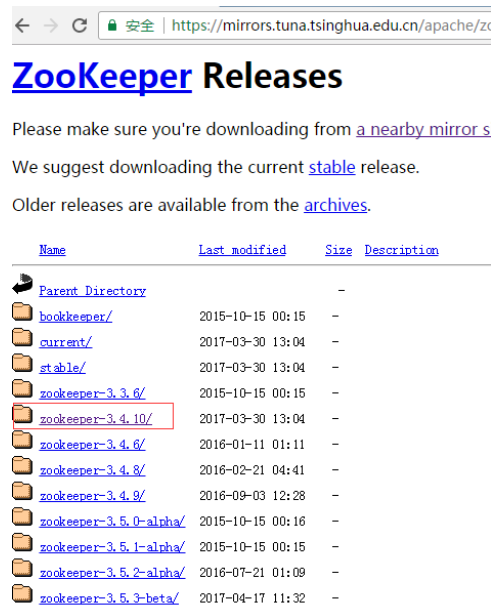 安全 https://mirrors.tuna.tsinghua.edu.cn/apache/zo
ZooKeeper Releases
Please make sure you're downloading from a nearby mirror s
We suggest downloading the current stable release.
Older releases are available from the archives.
Name Last modified Size Description
Parent Directory -
bookkeeper/ 2015-10-15 00:15 -
current/ 2017-03-30 13:04 -
stable/ 2017-03-30 13:04 -
zookeeper-3.3.6/ 2015-10-15 00:15 -
zookeeper-3.4.10/ 2017-03-30 13:04 -
zookeeper-3.4.6/ 2016-01-11 01:11 -
zookeeper-3.4.8/ 2016-02-21 04:41 -
zookeeper-3.4.9/ 2016-09-03 12:28 -
zookeeper-3.5.0-alpha/ 2015-10-15 00:16 -
zookeeper-3.5.1-alpha/ 2015-10-15 00:15 -
zookeeper-3.5.2-alpha/ 2016-07-21 01:09 -
zookeeper-3.5.3-beta/ 2017-04-17 11:32 -